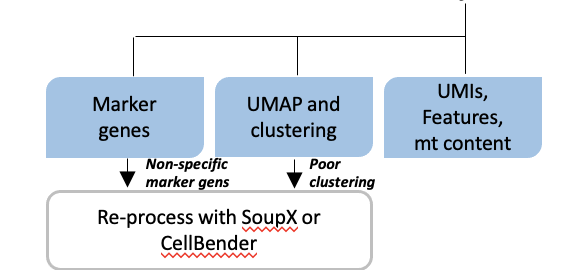 Marker
genes
UMAP and
clustering
UMIs,
Features,
mt content
Non-specific
marker gens
Poor
clustering
Re-process with SoupX or
CellBender